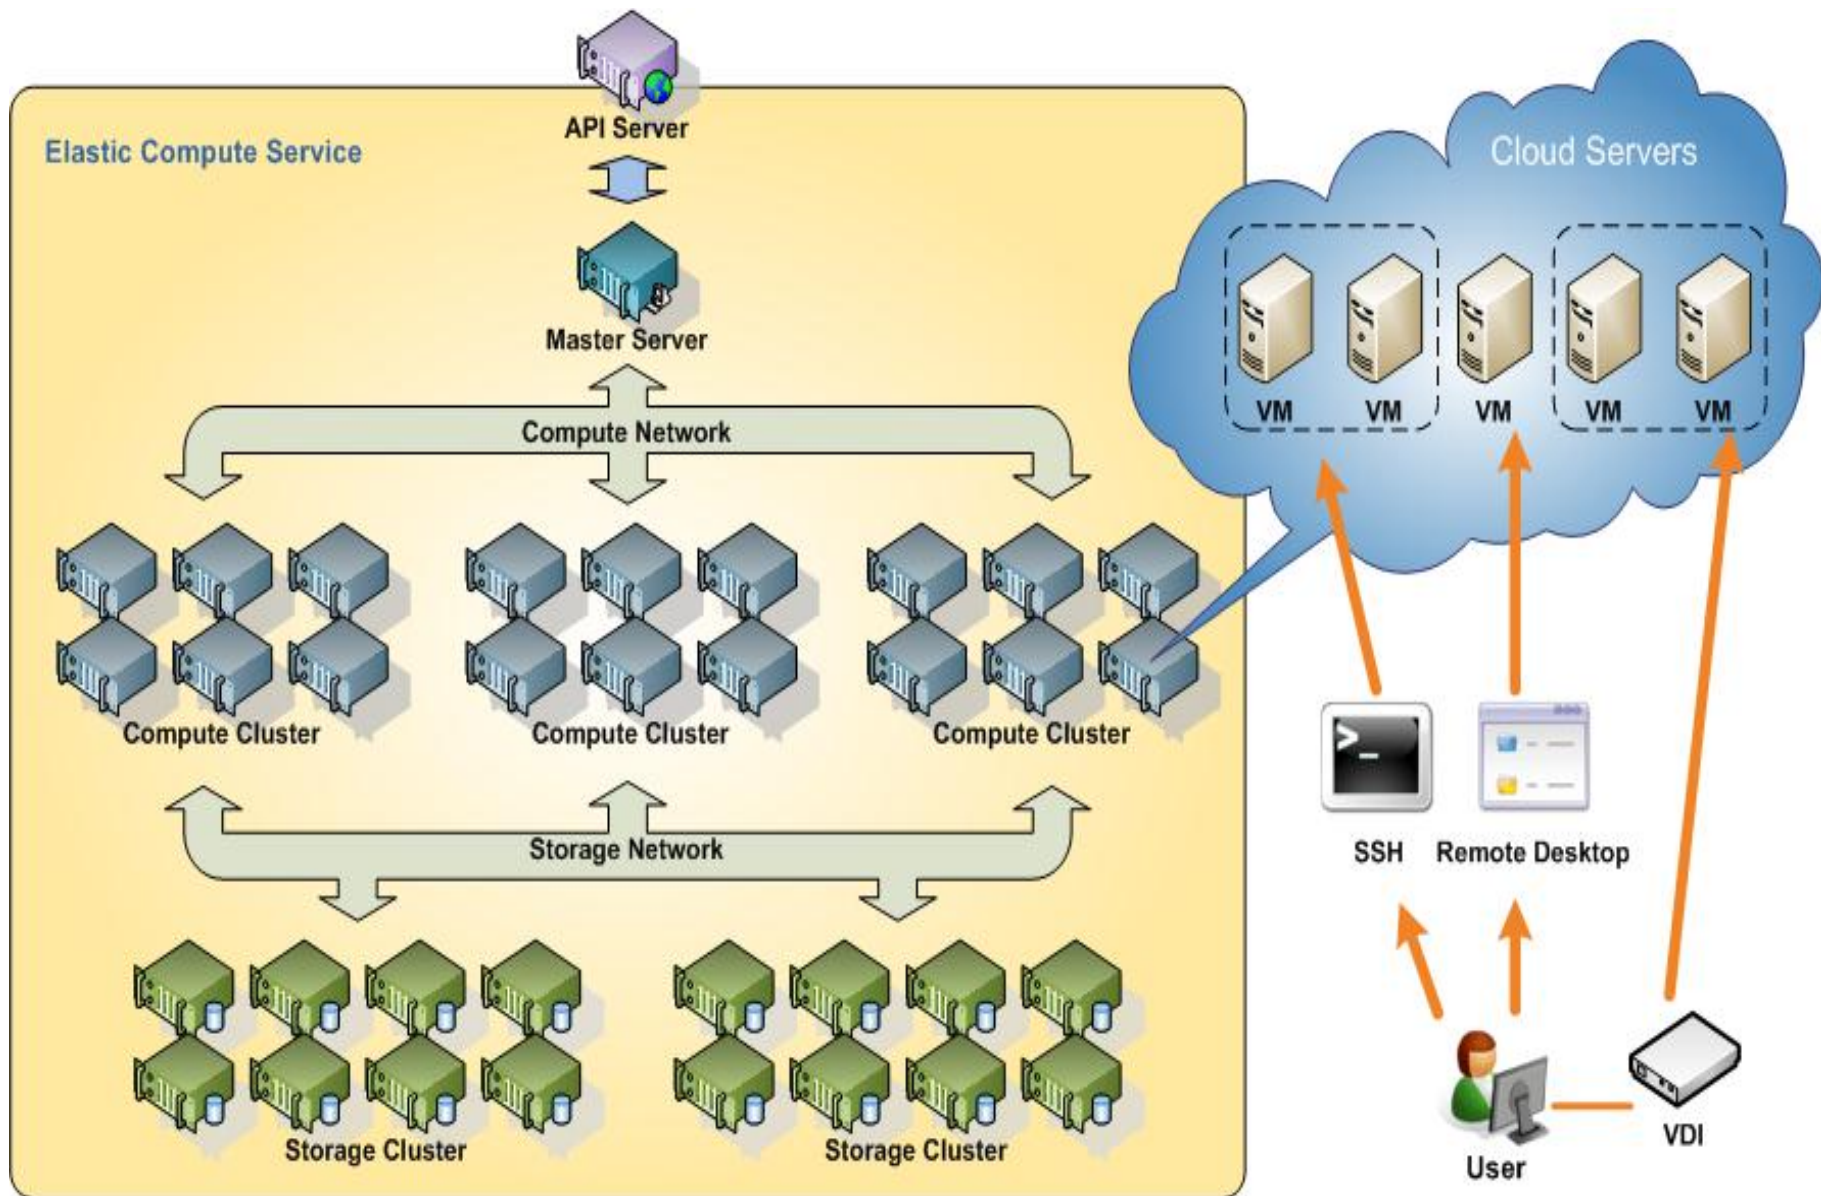 API Server
Elastic Compute Service
Cloud Servers
Master Server
VM VM VM VM VM
Compute Network
Compute Cluster Compute Cluster Compute Cluster
>_
SSH Remote Desktop
Storage Network
Storage Cluster Storage Cluster
User
VDI